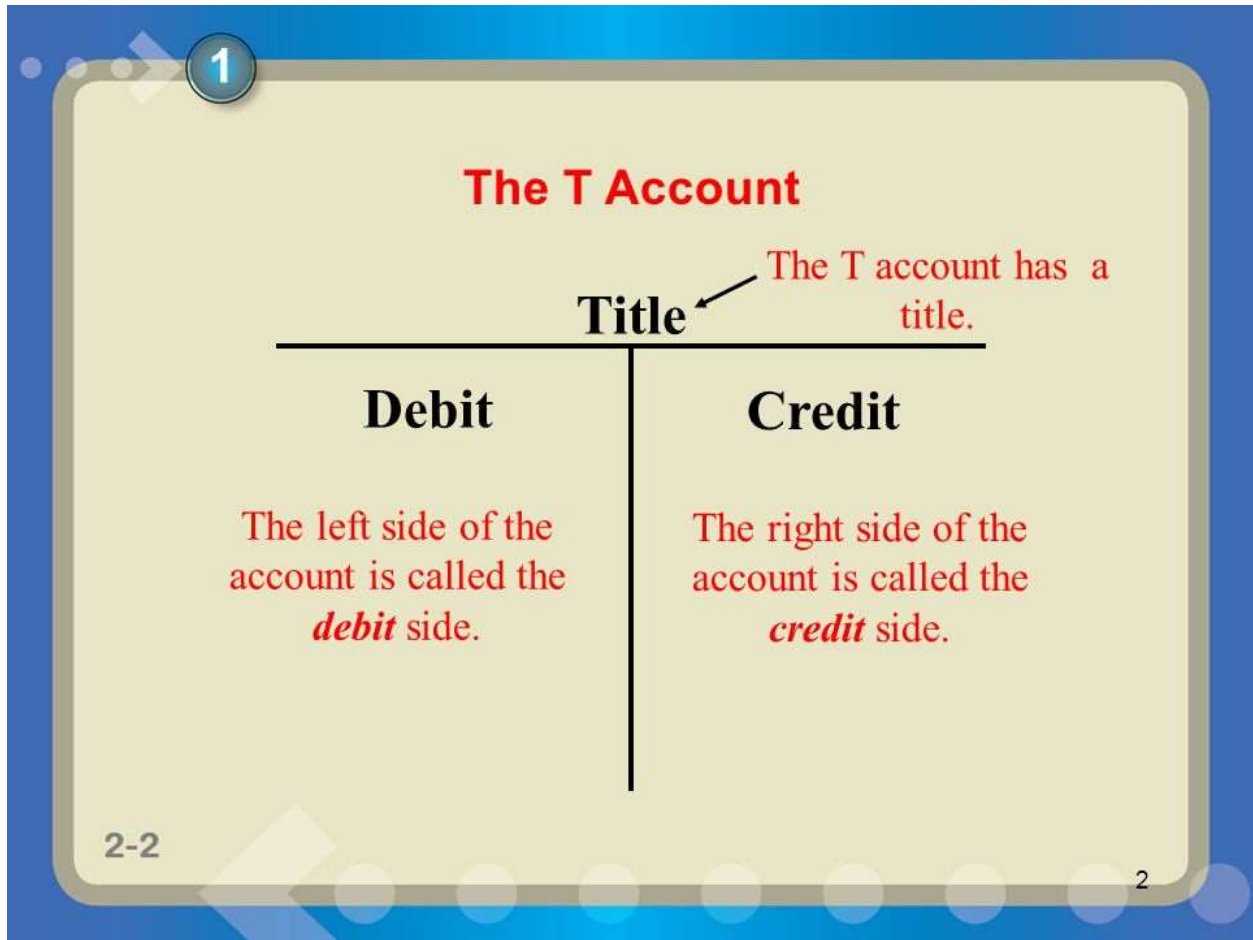 1
The T Account
The T account has a
title.
Title
Debit
Credit
The left side of the
account is called the
debit side.
The right side of the
account is called the
credit side.
2-2
2